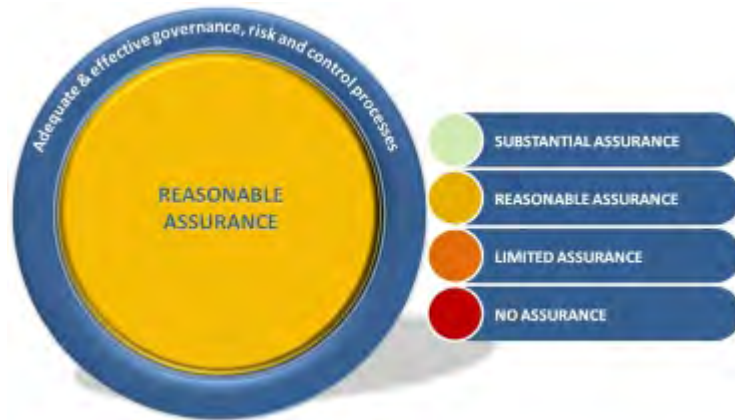 Adequate & effective governance, risk and control processes
REASONABLE
ASSURANCE
SUBSTANTIAL ASSURANCE
REASONABLE ASSURANCE
LIMITED ASSURANCE
NO ASSURANCE